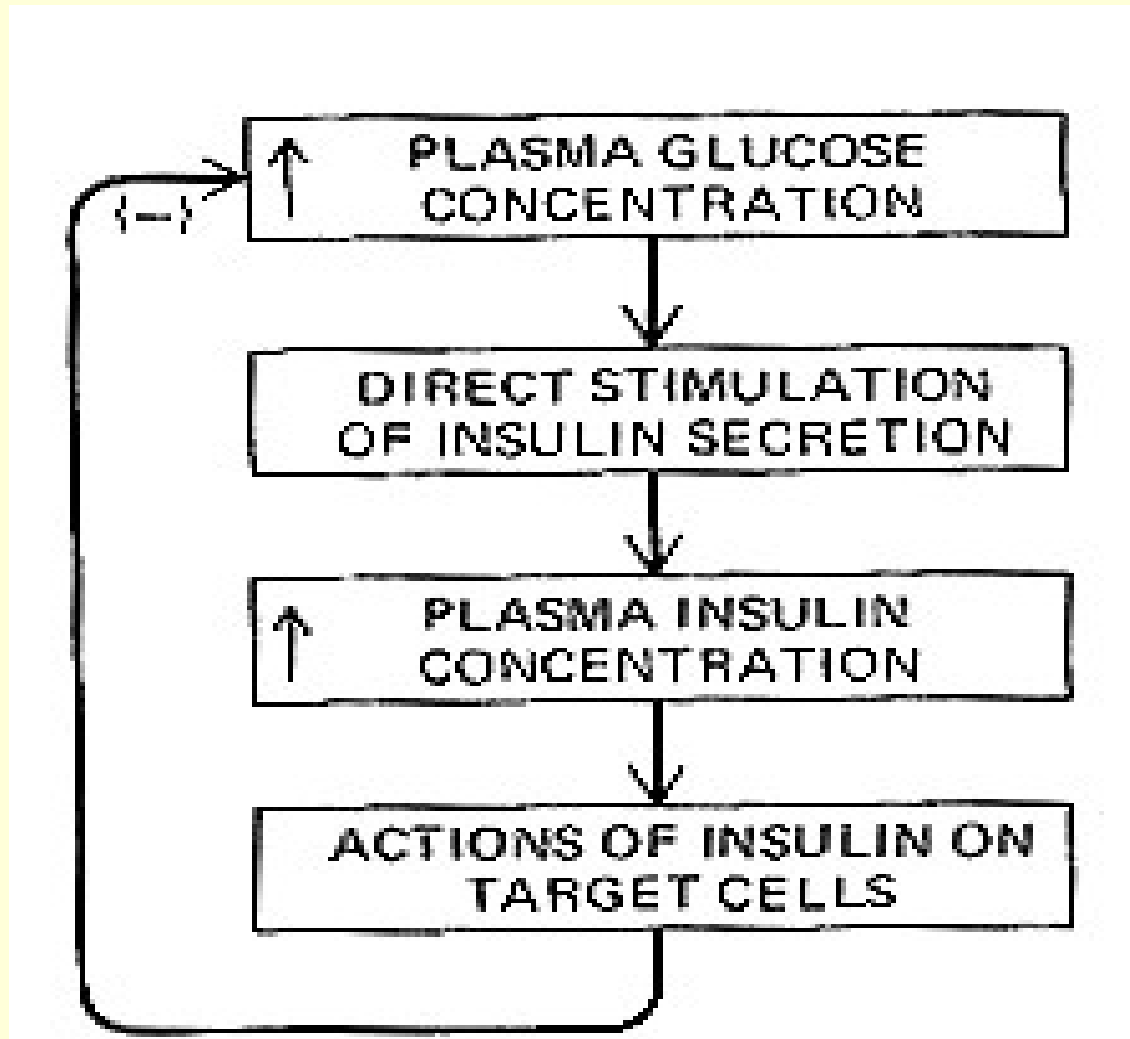 ↑ PLASMA GLUCOSE
CONCENTRATION
(-)
DIRECT STIMULATION
OF INSULIN SECRETION
↑ PLASMA INSULIN
CONCENTRATION
ACTIONS OF INSULIN ON
TARGET CELLS